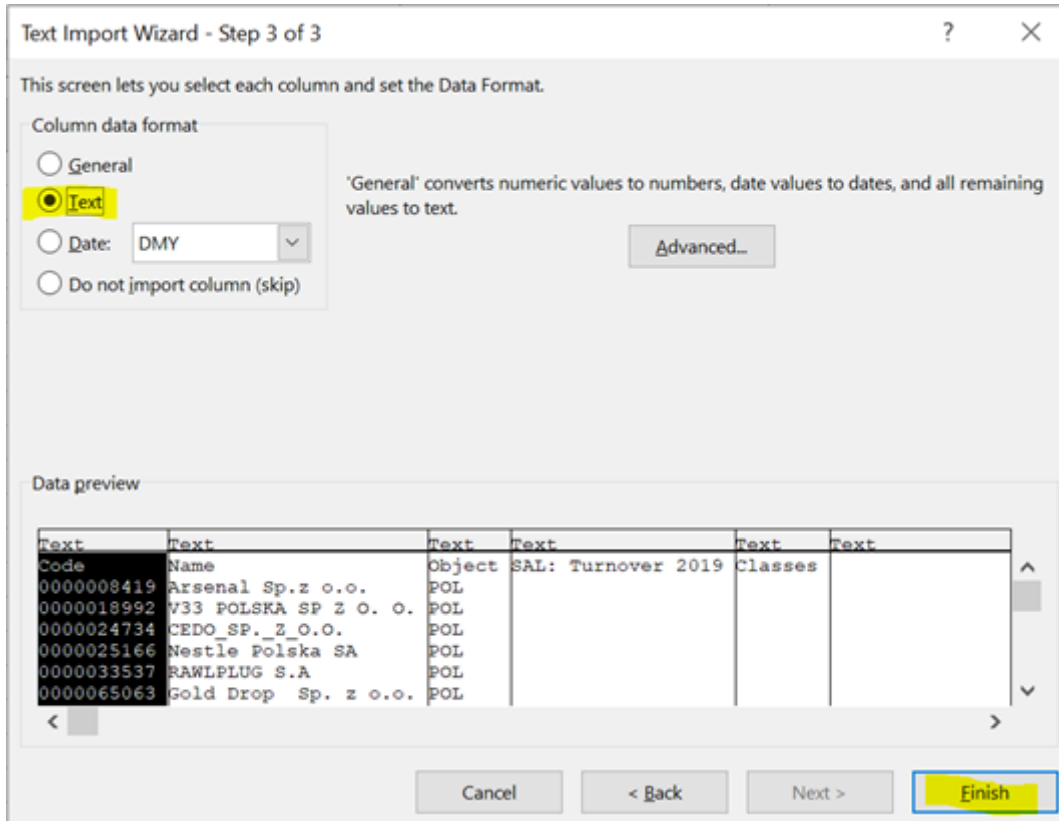 Text Import Wizard - Step 3 of 3
?
This screen lets you select each column and set the Data Format.
Column data format
General
Text
Date: DMY
Do not import column (skip)
'General' converts numeric values to numbers, date values to dates, and all remaining
values to text.
Advanced...
Data preview
Text Text Text Text Text Text
Code Name Object SAL: Turnover 2019 Classes
0000008419 Arsenal Sp.z o.o. POL
0000018992 V33 POLSKA SP Z O. O. POL
0000024734 CEDO_SP._Z_O.O. POL
0000025166 Nestle Polska SA POL
0000033537 RAWLPLUG S.A POL
0000065063 Gold Drop  Sp. z o.o. POL
Cancel < Back Next > Finish